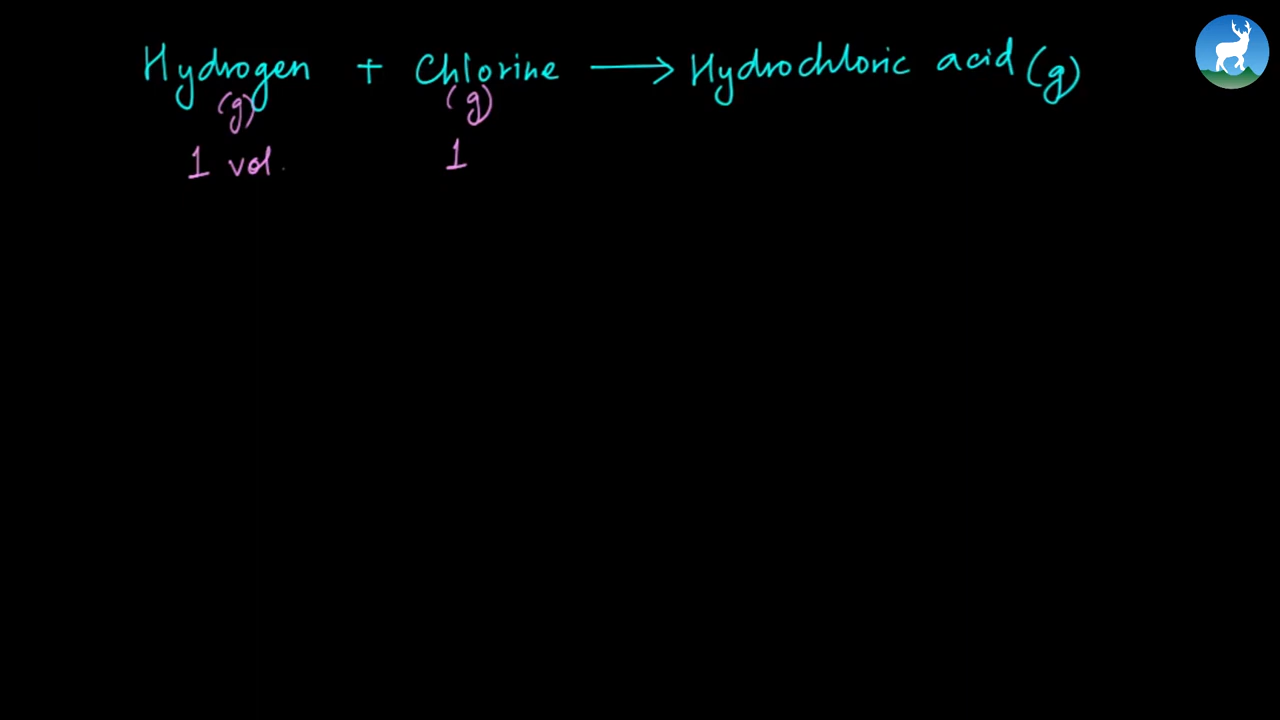 Hydrogen + Chlorine ⟶ Hydrochloric acid (g)
(g) (g)
1 vol. 1